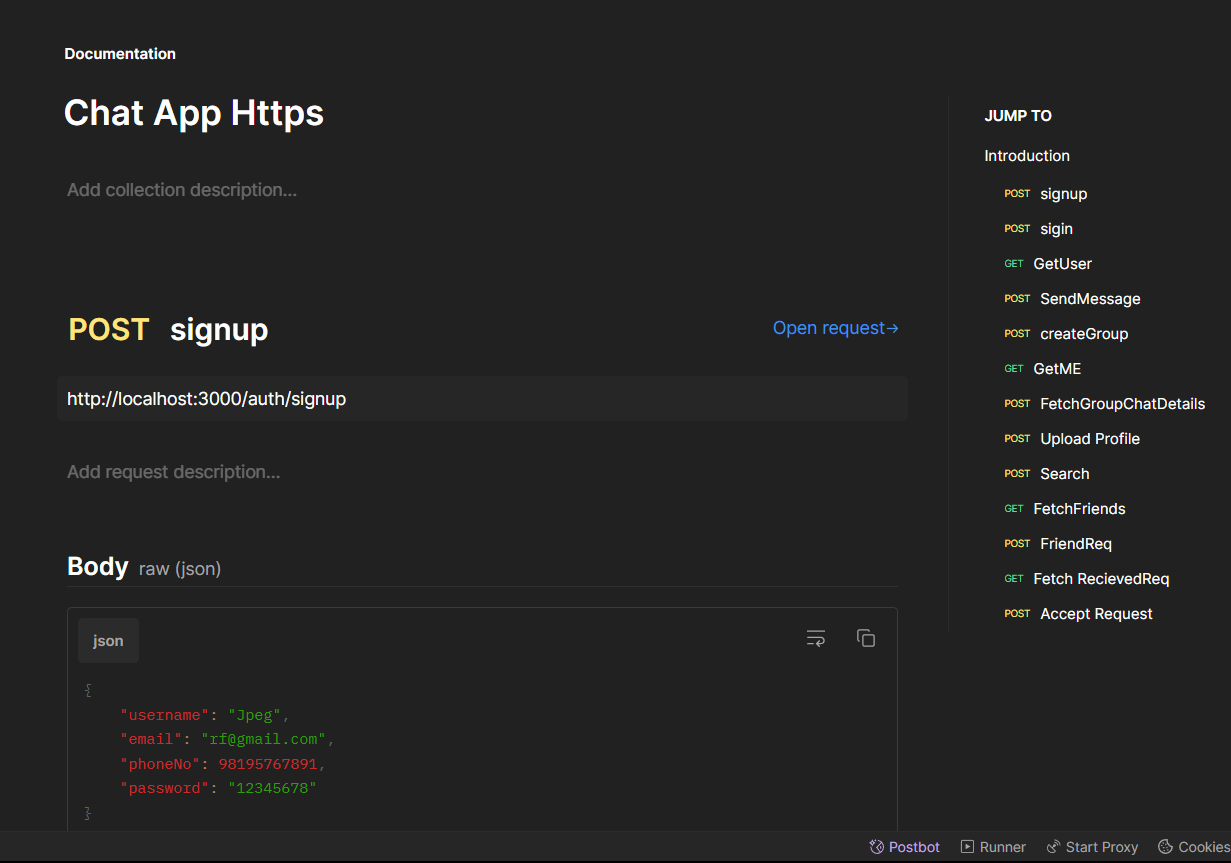 Documentation
Chat App Https
Add collection description...
POST signup
Open request→
http://localhost:3000/auth/signup
Add request description...
Body raw (json)
json
{
"username": "Jpeg",
"email": "rf@gmail.com",
"phoneNo": 98195767891,
"password": "12345678"
}
JUMP TO
Introduction
POST signup
POST sigin
GET GetUser
POST SendMessage
POST createGroup
GET GetME
POST FetchGroupChatDetails
POST Upload Profile
POST Search
GET FetchFriends
POST FriendReq
GET Fetch RecievedReq
POST Accept Request
Postbot Runner Start Proxy Cookies